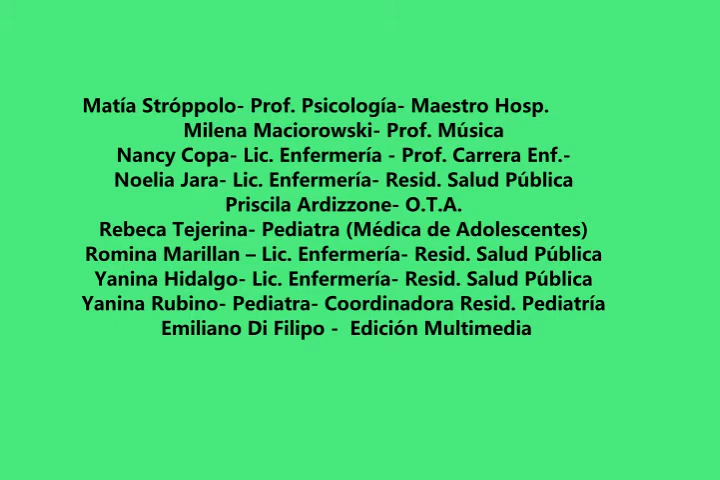 Matía Stróppolo- Prof. Psicología- Maestro Hosp.
Milena Maciorowski- Prof. Música
Nancy Copa- Lic. Enfermería - Prof. Carrera Enf.-
Noelia Jara- Lic. Enfermería- Resid. Salud Pública
Priscila Ardizzone- O.T.A.
Rebeca Tejerina- Pediatra (Médica de Adolescentes)
Romina Marillan – Lic. Enfermería- Resid. Salud Pública
Yanina Hidalgo- Lic. Enfermería- Resid. Salud Pública
Yanina Rubino- Pediatra- Coordinadora Resid. Pediatría
Emiliano Di Filipo -  Edición Multimedia